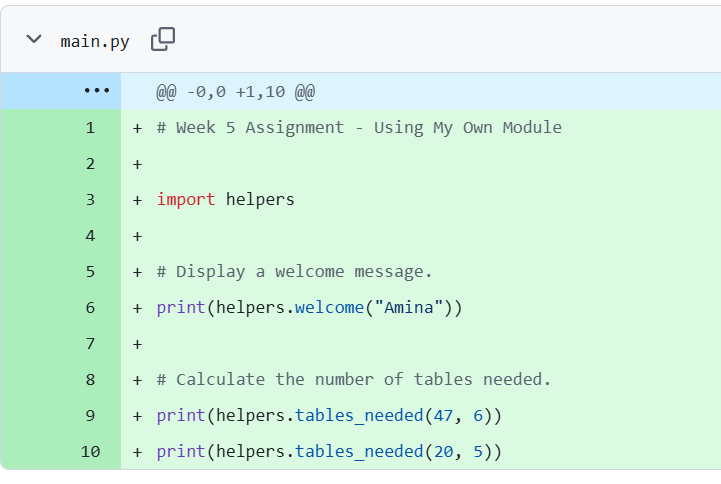 main.py
... @@ -0,0 +1,10 @@
1 + # Week 5 Assignment - Using My Own Module
2 +
3 + import helpers
4 +
5 + # Display a welcome message.
6 + print(helpers.welcome("Amina"))
7 +
8 + # Calculate the number of tables needed.
9 + print(helpers.tables_needed(47, 6))
10 + print(helpers.tables_needed(20, 5))